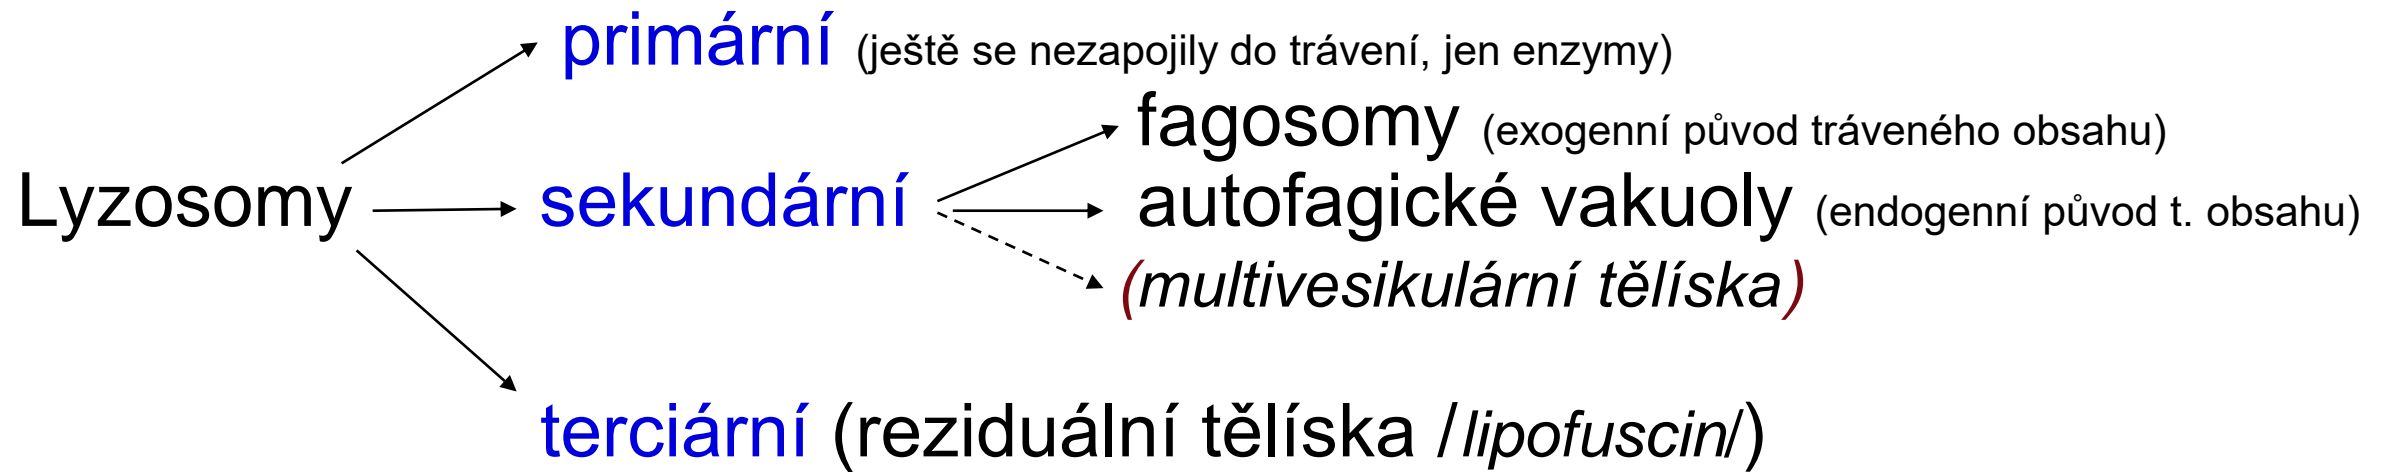 primární (ještě se nezapojily do trávení, jen enzymy)
fagosomy (exogenní původ tráveného obsahu)
Lyzosomy sekundární autofagické vakuoly (endogenní původ t. obsahu)
(multivesikulární tělíska)
terciární (reziduální tělíska /lipofuscin/)